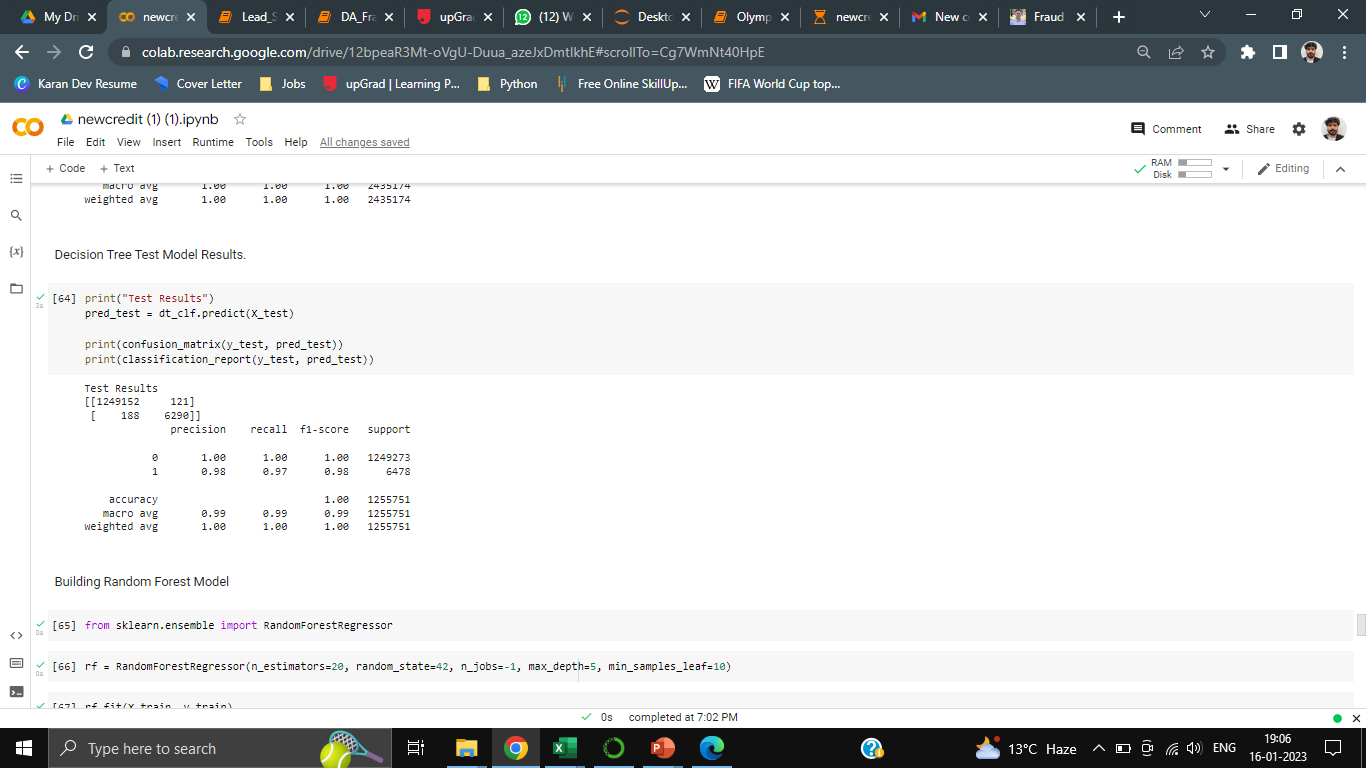 My Dri
newcre
Lead_S
DA_Fra
upGrad
(12) W
Deskto
Olymp
newcre
New c
Fraud
colab.research.google.com/drive/12bpeaR3Mt-oVgU-Duua_azeJxDmtIkhE#scrollTo=Cg7WmNt40HpE
Karan Dev Resume Cover Letter Jobs upGrad | Learning P... Python Free Online SkillUp... FIFA World Cup top...
newcredit (1) (1).ipynb
Comment Share
File Edit View Insert Runtime Tools Help All changes saved
+ Code + Text
RAM
Disk
Editing
macro avg 1.00 1.00 1.00 2435174
weighted avg 1.00 1.00 1.00 2435174
Decision Tree Test Model Results.
[64] print("Test Results")
3s
pred_test = dt_clf.predict(X_test)
print(confusion_matrix(y_test, pred_test))
print(classification_report(y_test, pred_test))
Test Results
[[1249152 121]
[ 188 6290]]
precision recall f1-score support
0 1.00 1.00 1.00 1249273
1 0.98 0.97 0.98 6478
accuracy 1.00 1255751
macro avg 0.99 0.99 0.99 1255751
weighted avg 1.00 1.00 1.00 1255751
Building Random Forest Model
[65] from sklearn.ensemble import RandomForestRegressor
0s
[66] rf = RandomForestRegressor(n_estimators=20, random_state=42, n_jobs=-1, max_depth=5, min_samples_leaf=10)
0s
[67] rf.fit(X_train, y_train)
0s completed at 7:02 PM
Type here to search
13°C Haze
ENG
19:06
16-01-2023